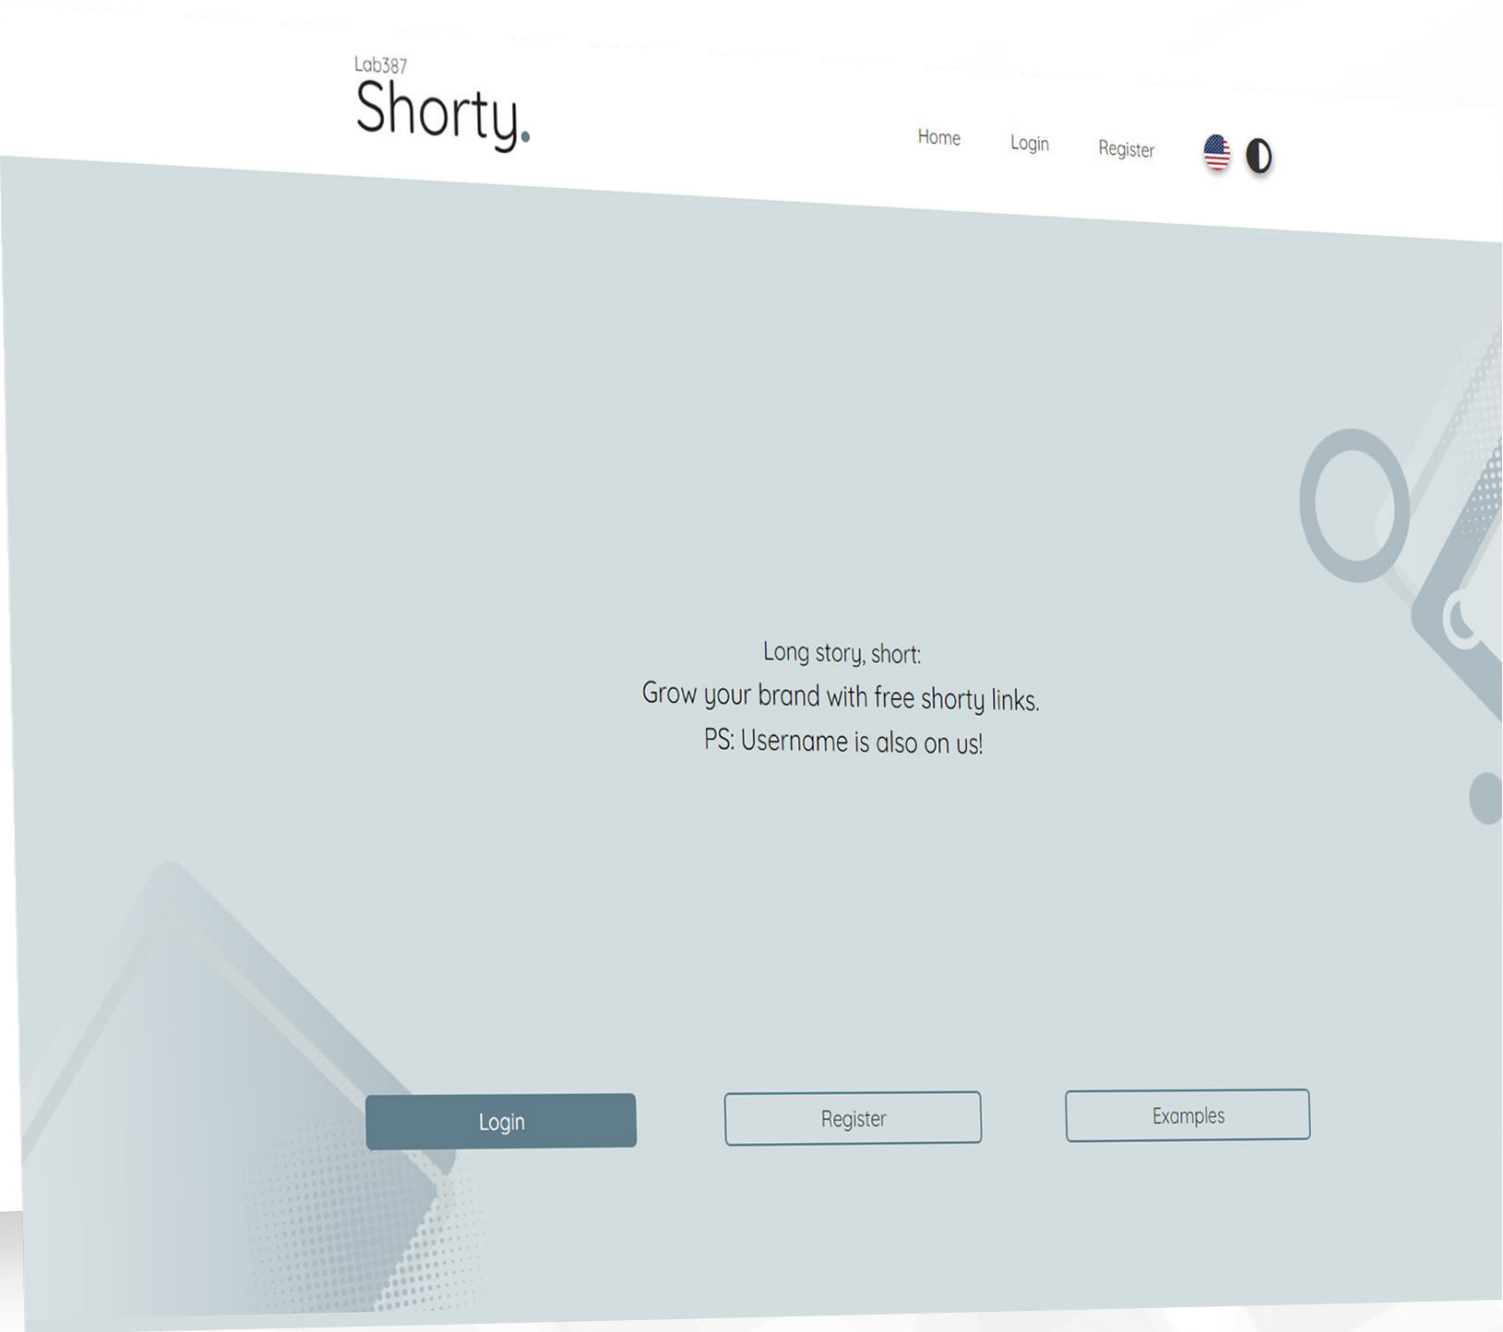 Lab387
Shorty.
Home
Login
Register
Long story, short:
Grow your brand with free shorty links.
PS: Username is also on us!
Login
Register
Examples